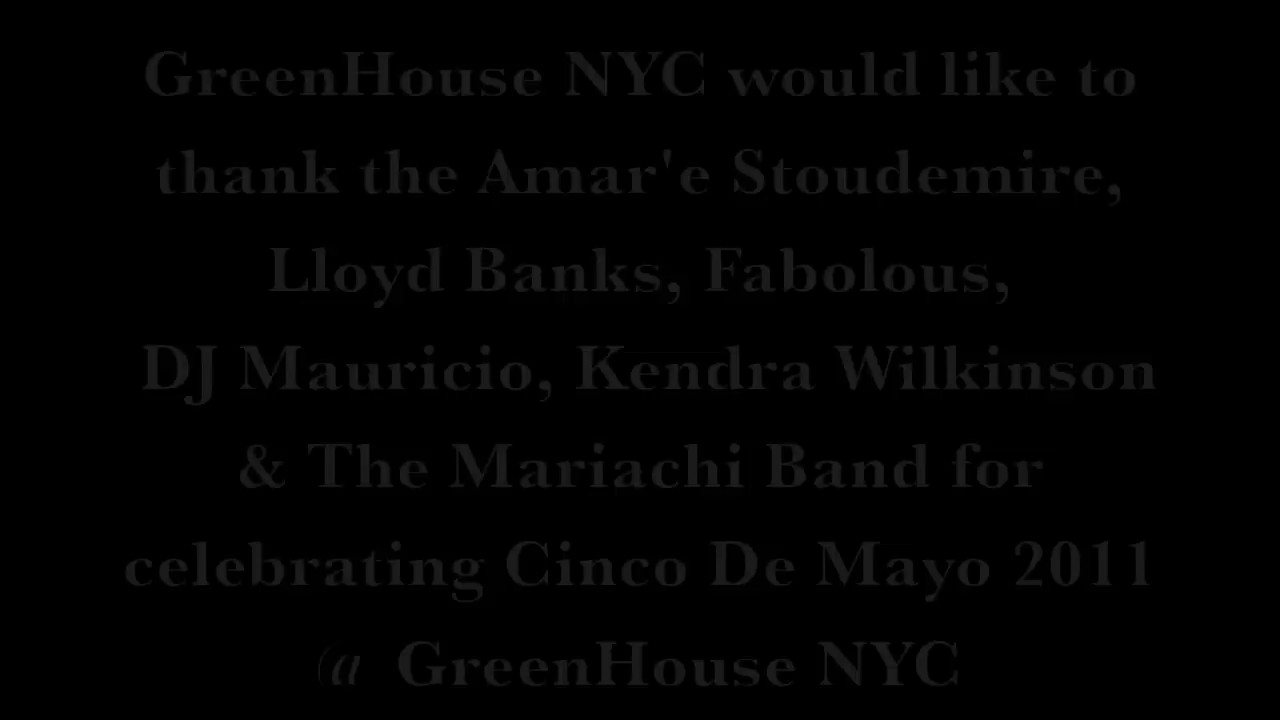 GreenHouse NYC would like to
thank the Amar'e Stoudemire,
Lloyd Banks, Fabolous,
DJ Mauricio, Kendra Wilkinson
& The Mariachi Band for
celebrating Cinco De Mayo 2011
@ GreenHouse NYC